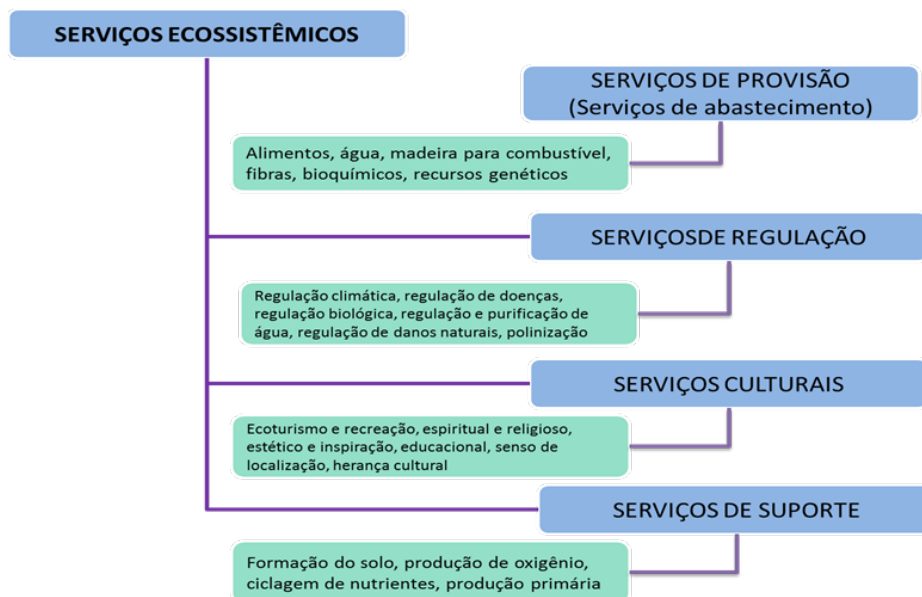 SERVIÇOS ECOSSISTÊMICOS
SERVIÇOS DE PROVISÃO
(Serviços de abastecimento)
Alimentos, água, madeira para combustível,
fibras, bioquímicos, recursos genéticos
SERVIÇOSDE REGULAÇÃO
Regulação climática, regulação de doenças,
regulação biológica, regulação e purificação de
água, regulação de danos naturais, polinização
SERVIÇOS CULTURAIS
Ecoturismo e recreação, espiritual e religioso,
estético e inspiração, educacional, senso de
localização, herança cultural
SERVIÇOS DE SUPORTE
Formação do solo, produção de oxigênio,
ciclagem de nutrientes, produção primária